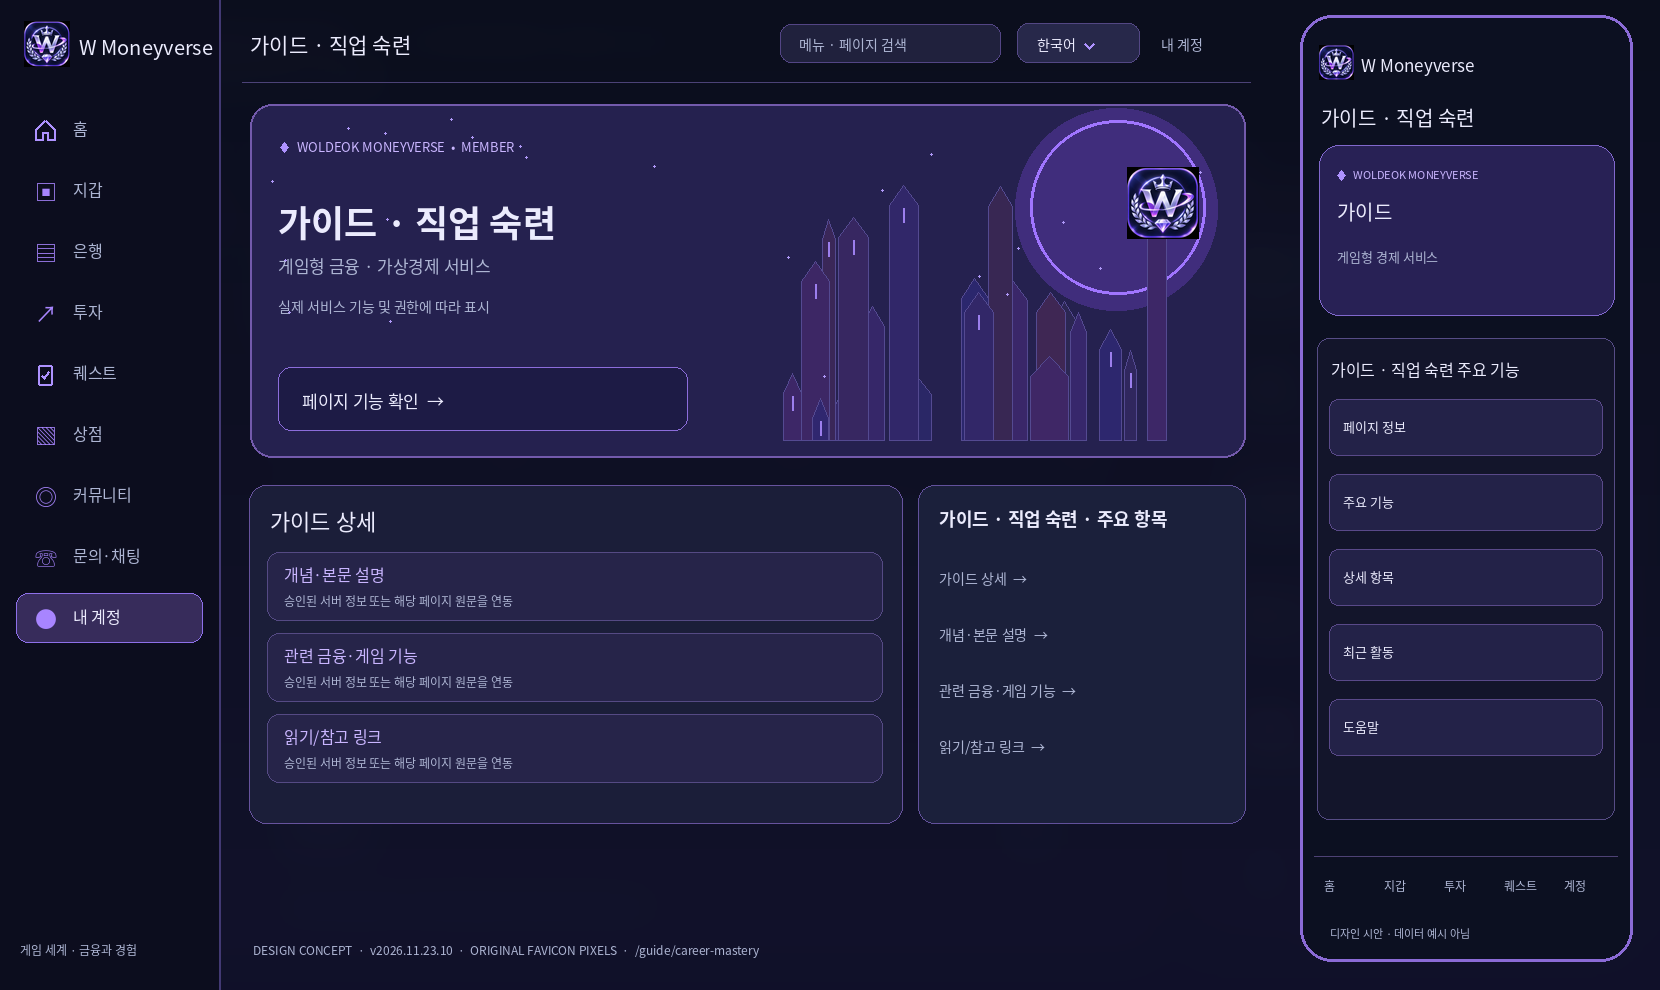 W Moneyverse
홈
지갑
은행
투자
퀘스트
상점
커뮤니티
문의·채팅
내 계정
게임 세계 · 금융과 경험
가이드 · 직업 숙련
메뉴 · 페이지 검색
한국어
내 계정
WOLDEOK MONEYVERSE • MEMBER
가이드 · 직업 숙련
게임형 금융 · 가상경제 서비스
실제 서비스 기능 및 권한에 따라 표시
페이지 기능 확인 →
W
가이드 상세
개념·본문 설명
승인된 서버 정보 또는 해당 페이지 원문을 연동
관련 금융·게임 기능
승인된 서버 정보 또는 해당 페이지 원문을 연동
읽기/참고 링크
승인된 서버 정보 또는 해당 페이지 원문을 연동
가이드 · 직업 숙련 · 주요 항목
가이드 상세 →
개념·본문 설명 →
관련 금융·게임 기능 →
읽기/참고 링크 →
DESIGN CONCEPT · v2026.11.23.10 · ORIGINAL FAVICON PIXELS · /guide/career-mastery
W Moneyverse
가이드 · 직업 숙련
WOLDEOK MONEYVERSE
가이드
게임형 경제 서비스
가이드 · 직업 숙련 주요 기능
페이지 정보
주요 기능
상세 항목
최근 활동
도움말
홈 지갑 투자 퀘스트 계정
디자인 시안 · 데이터 예시 아님